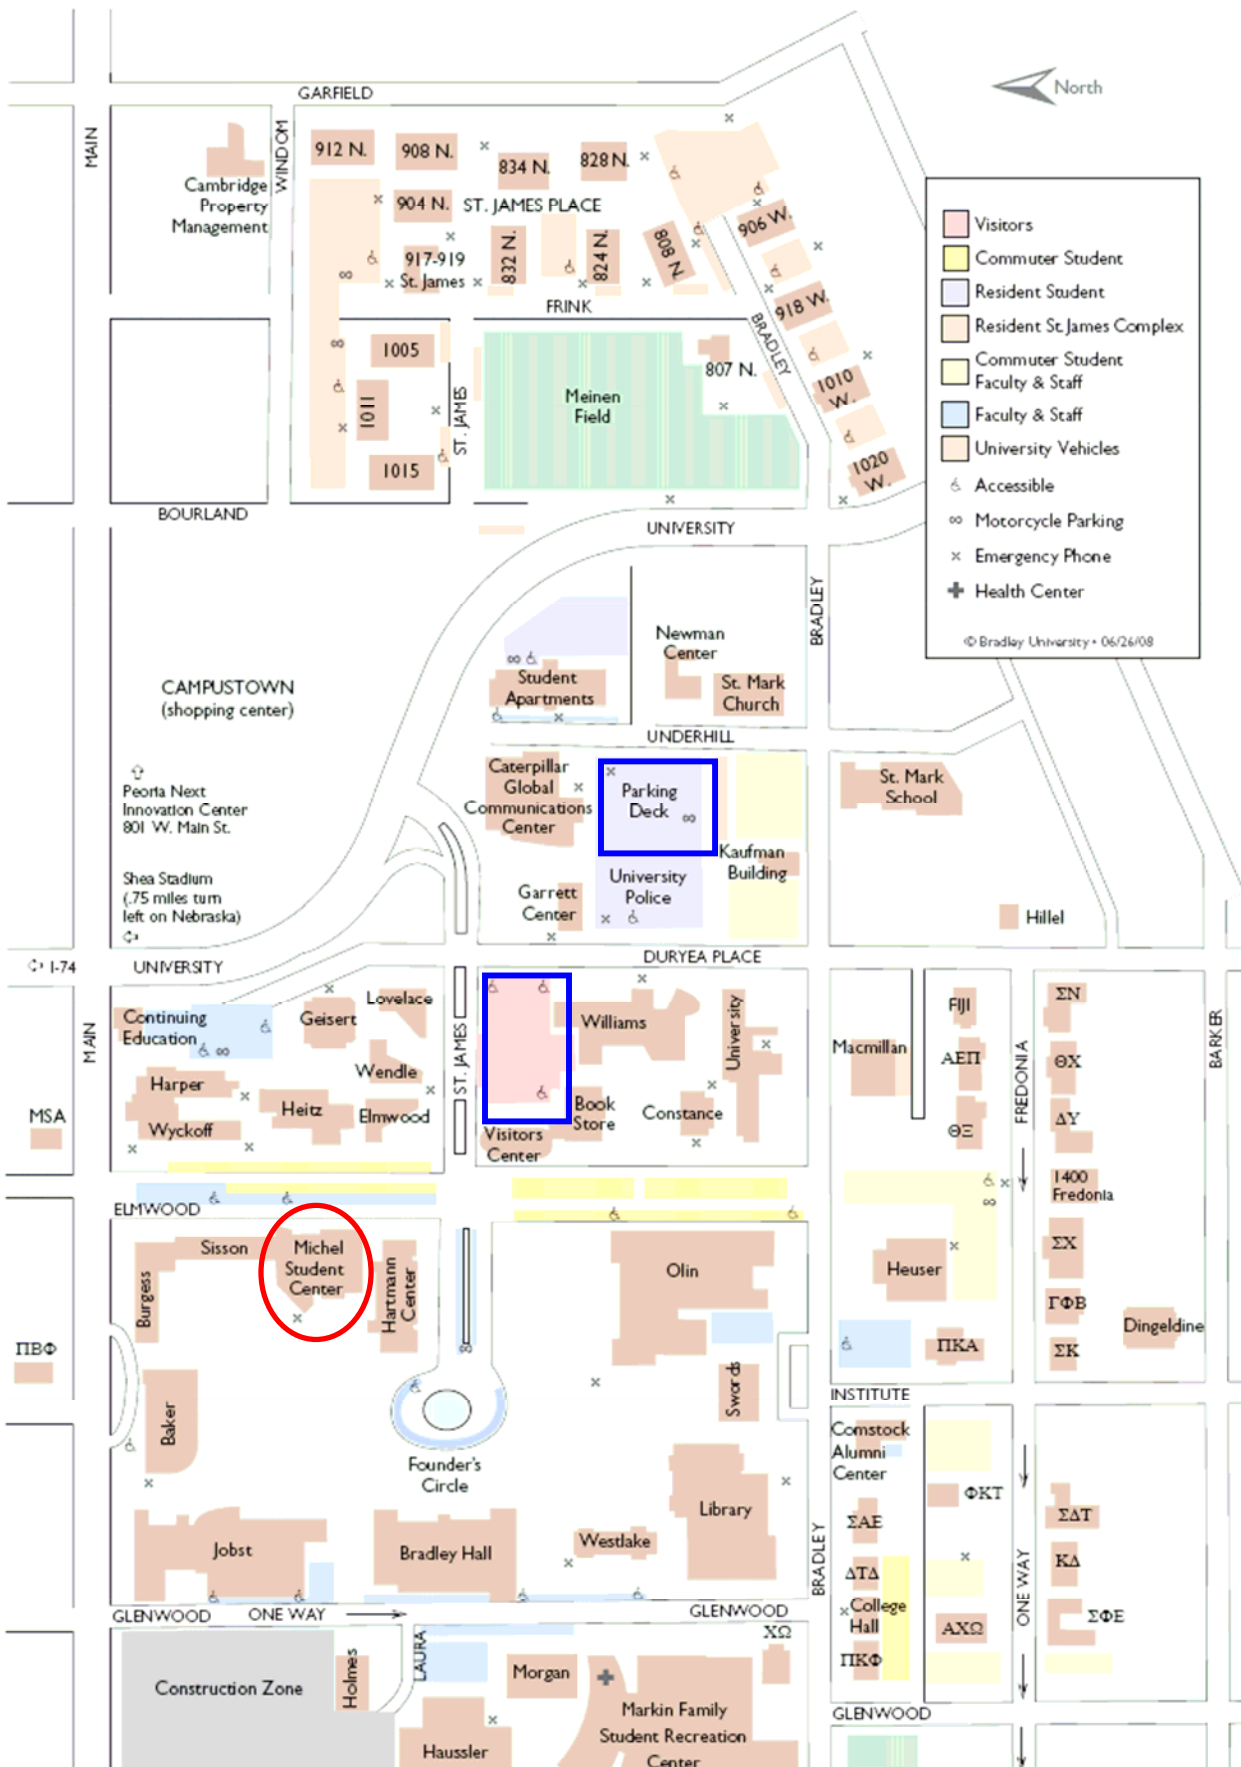 GARFIELD
North
MAIN
WINDOM
912 N.
908 N.
834 N.
828 N.
Cambridge
Property
Management
904 N.
ST. JAMES PLACE
906 W.
917-919
St. James
832 N.
824 N.
808 N.
918 W.
FRINK
BRADLEY
1005
1011
1015
ST. JAMES
Meinen
Field
807 N.
1010
W.
1020
W.
Visitors
Commuter Student
Resident Student
Resident St. James Complex
Commuter Student
Faculty & Staff
Faculty & Staff
University Vehicles
Accessible
Motorcycle Parking
Emergency Phone
Health Center
© Bradley University • 06/26/08
BOURLAND
UNIVERSITY
BRADLEY
Newman
Center
St. Mark
Church
Student
Apartments
CAMPUSTOWN
(shopping center)
UNDERHILL
Peoria Next
Innovation Center
801 W. Main St.
Caterpillar
Global
Communications
Center
Parking
Deck
St. Mark
School
Kaufman
Building
Shea Stadium
(.75 miles turn
left on Nebraska)
Garrett
Center
University
Police
Hillel
I-74
UNIVERSITY
DURYEA PLACE
MAIN
Continuing
Education
Geisert
Lovelace
Wendle
ST. JAMES
Williams
University
Macmillan
FIJI
ΣΝ
ΑΕΠ
ΘΧ
FREDONIA
BARKER
MSA
Harper
Wyckoff
Heitz
Elmwood
Visitors
Center
Book
Store
Constance
ΘΞ
ΔΥ
1400
Fredonia
ELMWOOD
Sisson
Michel
Student
Center
Burgess
Hartmann
Center
Olin
Heuser
ΣΧ
ΓΦΒ
Dingeldine
ΠΒΦ
ΠΚΑ
ΣΚ
Swords
INSTITUTE
Baker
Founder's
Circle
Comstock
Alumni
Center
ΦΚΤ
Library
ΣΑΕ
ΣΔΤ
Jobst
Bradley Hall
Westlake
BRADLEY
ΔΤΔ
ΚΔ
ONE WAY
College
Hall
ΑΧΩ
ΣΦΕ
GLENWOOD
ONE WAY
GLENWOOD
ΧΩ
ΠΚΦ
Construction Zone
Holmes
LAURA
Morgan
Markin Family
Student Recreation
Center
Haussler
GLENWOOD